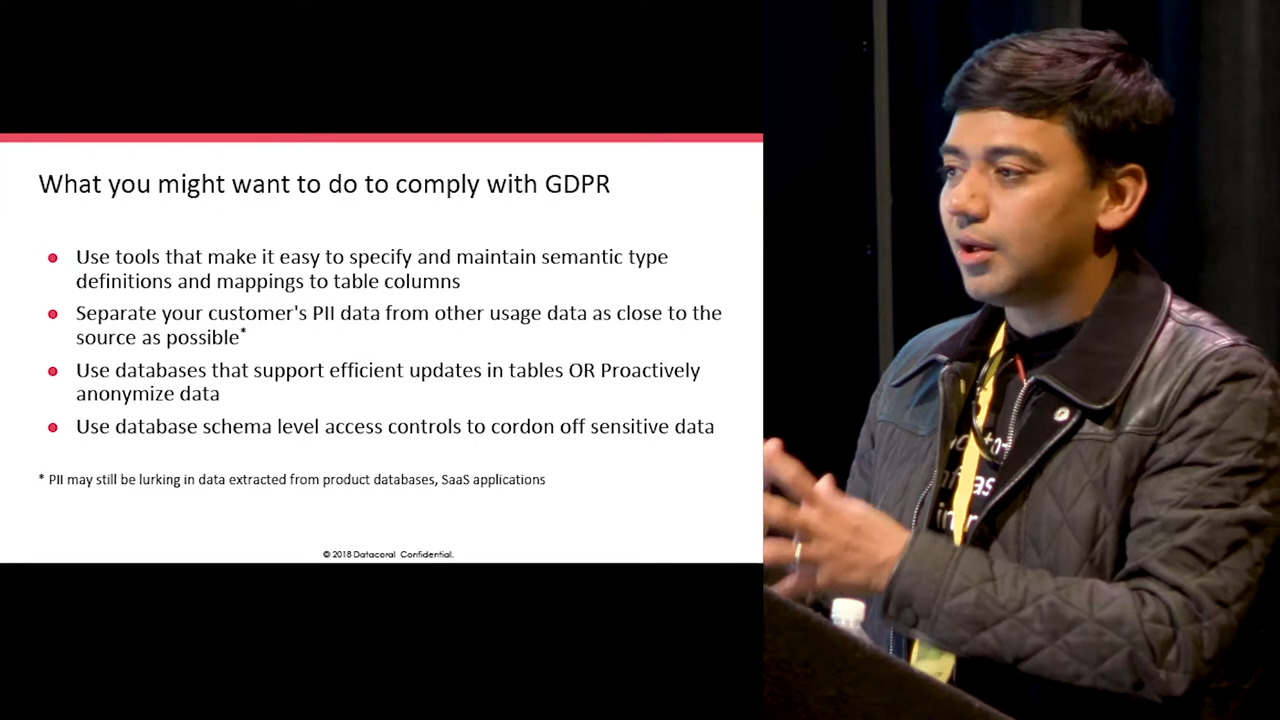 What you might want to do to comply with GDPR
Use tools that make it easy to specify and maintain semantic type
definitions and mappings to table columns
Separate your customer's PII data from other usage data as close to the
source as possible*
Use databases that support efficient updates in tables OR Proactively
anonymize data
Use database schema level access controls to cordon off sensitive data
* PII may still be lurking in data extracted from product databases, SaaS applications
© 2018 Datacoral Confidential.